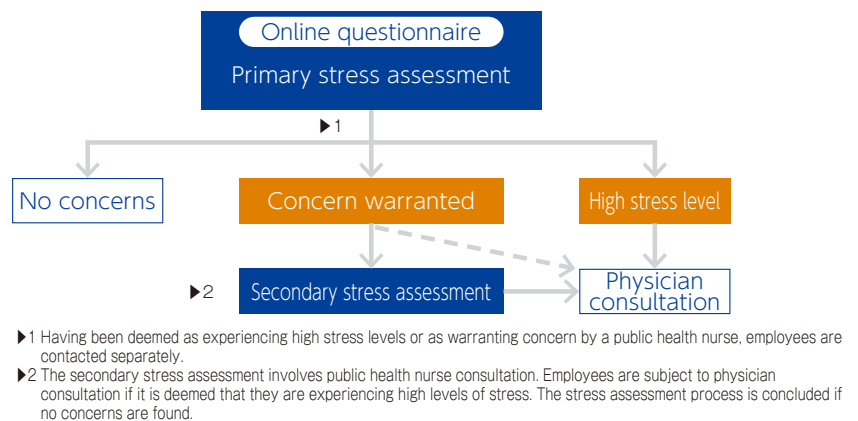 Online questionnaire
Primary stress assessment
▶1
No concerns
Concern warranted
High stress level
▶2
Secondary stress assessment
Physician
consultation
▶1 Having been deemed as experiencing high stress levels or as warranting concern by a public health nurse, employees are
contacted separately.
▶2 The secondary stress assessment involves public health nurse consultation. Employees are subject to physician
consultation if it is deemed that they are experiencing high levels of stress. The stress assessment process is concluded if
no concerns are found.